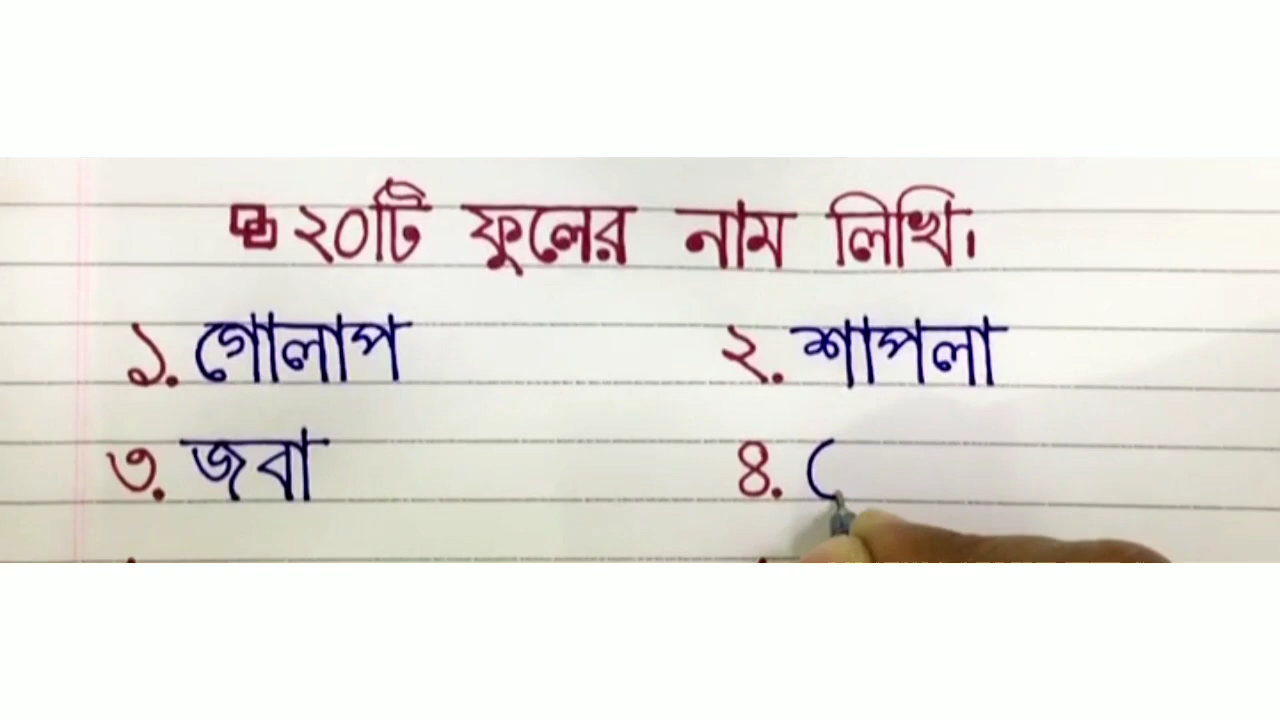 ২০টি ফুলের নাম লিখি।
১. গোলাপ ২. শাপলা
৩. জবা ৪.